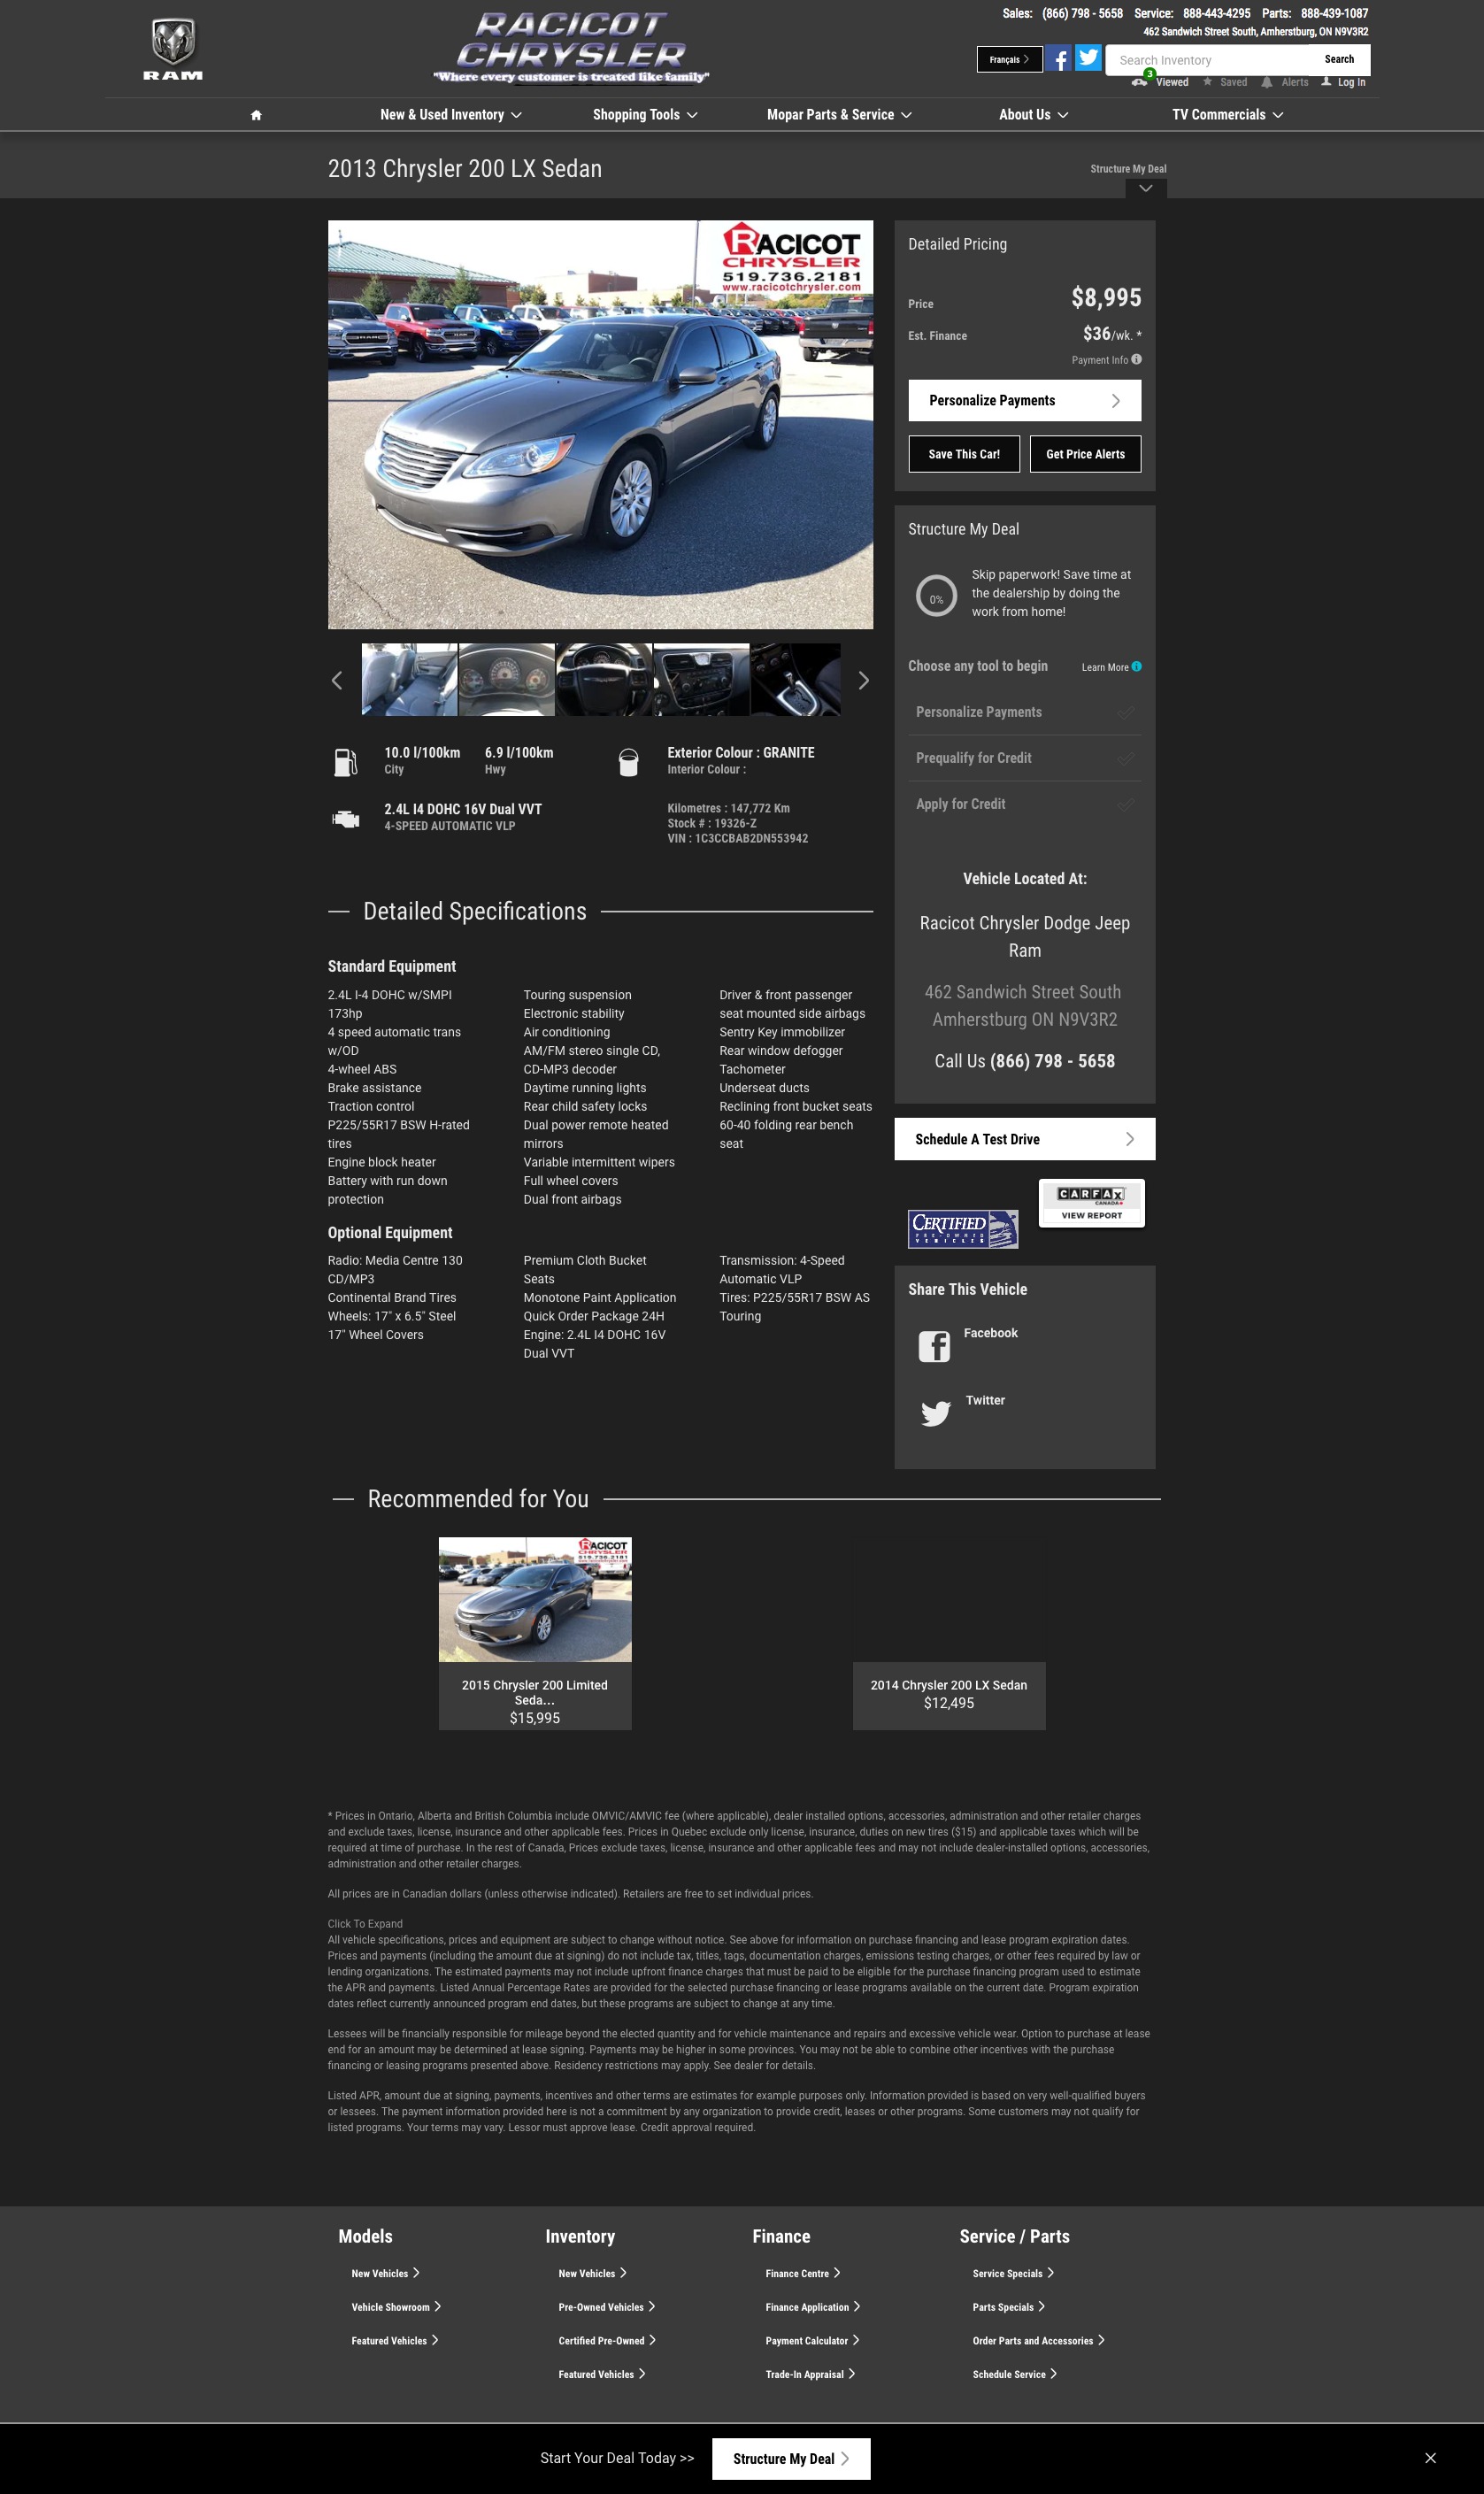 Sales: (866) 798 - 5658 Service: 888-443-4295 Parts: 888-439-1087
462 Sandwich Street South, Amherstburg, ON N9V3R2
RAM
RACICOT
CHRYSLER
"Where every customer is treated like family"
Français
Search Inventory
Search
3
Viewed
Saved
Alerts
Log In
New & Used Inventory
Shopping Tools
Mopar Parts & Service
About Us
TV Commercials
2013 Chrysler 200 LX Sedan
Structure My Deal
RACICOT
CHRYSLER
519.736.2181
www.racicotchrysler.com
10.0 l/100km
City
6.9 l/100km
Hwy
Exterior Colour : GRANITE
Interior Colour :
2.4L I4 DOHC 16V Dual VVT
4-SPEED AUTOMATIC VLP
Kilometres : 147,772 Km
Stock # : 19326-Z
VIN : 1C3CCBAB2DN553942
Detailed Specifications
Standard Equipment
2.4L I-4 DOHC w/SMPI
173hp
4 speed automatic trans
w/OD
4-wheel ABS
Brake assistance
Traction control
P225/55R17 BSW H-rated
tires
Engine block heater
Battery with run down
protection
Touring suspension
Electronic stability
Air conditioning
AM/FM stereo single CD,
CD-MP3 decoder
Daytime running lights
Rear child safety locks
Dual power remote heated
mirrors
Variable intermittent wipers
Full wheel covers
Dual front airbags
Driver & front passenger
seat mounted side airbags
Sentry Key immobilizer
Rear window defogger
Tachometer
Underseat ducts
Reclining front bucket seats
60-40 folding rear bench
seat
Optional Equipment
Radio: Media Centre 130
CD/MP3
Continental Brand Tires
Wheels: 17" x 6.5" Steel
17" Wheel Covers
Premium Cloth Bucket
Seats
Monotone Paint Application
Quick Order Package 24H
Engine: 2.4L I4 DOHC 16V
Dual VVT
Transmission: 4-Speed
Automatic VLP
Tires: P225/55R17 BSW AS
Touring
Detailed Pricing
Price
$8,995
Est. Finance
$36/wk. *
Payment Info
Personalize Payments
Save This Car!
Get Price Alerts
Structure My Deal
0%
Skip paperwork! Save time at
the dealership by doing the
work from home!
Choose any tool to begin
Learn More
Personalize Payments
Prequalify for Credit
Apply for Credit
Vehicle Located At:
Racicot Chrysler Dodge Jeep
Ram
462 Sandwich Street South
Amherstburg ON N9V3R2
Call Us (866) 798 - 5658
Schedule A Test Drive
CERTIFIED
PRE-OWNED
VEHICLES
CARFAX
CANADA
VIEW REPORT
Share This Vehicle
Facebook
Twitter
Recommended for You
RACICOT
CHRYSLER
519.736.2181
2015 Chrysler 200 Limited
Seda...
$15,995
2014 Chrysler 200 LX Sedan
$12,495
* Prices in Ontario, Alberta and British Columbia include OMVIC/AMVIC fee (where applicable), dealer installed options, accessories, administration and other retailer charges
and exclude taxes, license, insurance and other applicable fees. Prices in Quebec exclude only license, insurance, duties on new tires ($15) and applicable taxes which will be
required at time of purchase. In the rest of Canada, Prices exclude taxes, license, insurance and other applicable fees and may not include dealer-installed options, accessories,
administration and other retailer charges.
All prices are in Canadian dollars (unless otherwise indicated). Retailers are free to set individual prices.
Click To Expand
All vehicle specifications, prices and equipment are subject to change without notice. See above for information on purchase financing and lease program expiration dates.
Prices and payments (including the amount due at signing) do not include tax, titles, tags, documentation charges, emissions testing charges, or other fees required by law or
lending organizations. The estimated payments may not include upfront finance charges that must be paid to be eligible for the purchase financing program used to estimate
the APR and payments. Listed Annual Percentage Rates are provided for the selected purchase financing or lease programs available on the current date. Program expiration
dates reflect currently announced program end dates, but these programs are subject to change at any time.
Lessees will be financially responsible for mileage beyond the elected quantity and for vehicle maintenance and repairs and excessive vehicle wear. Option to purchase at lease
end for an amount may be determined at lease signing. Payments may be higher in some provinces. You may not be able to combine other incentives with the purchase
financing or leasing programs presented above. Residency restrictions may apply. See dealer for details.
Listed APR, amount due at signing, payments, incentives and other terms are estimates for example purposes only. Information provided is based on very well-qualified buyers
or lessees. The payment information provided here is not a commitment by any organization to provide credit, leases or other programs. Some customers may not qualify for
listed programs. Your terms may vary. Lessor must approve lease. Credit approval required.
Models
New Vehicles
Vehicle Showroom
Featured Vehicles
Inventory
New Vehicles
Pre-Owned Vehicles
Certified Pre-Owned
Featured Vehicles
Finance
Finance Centre
Finance Application
Payment Calculator
Trade-In Appraisal
Service / Parts
Service Specials
Parts Specials
Order Parts and Accessories
Schedule Service
Start Your Deal Today >>
Structure My Deal